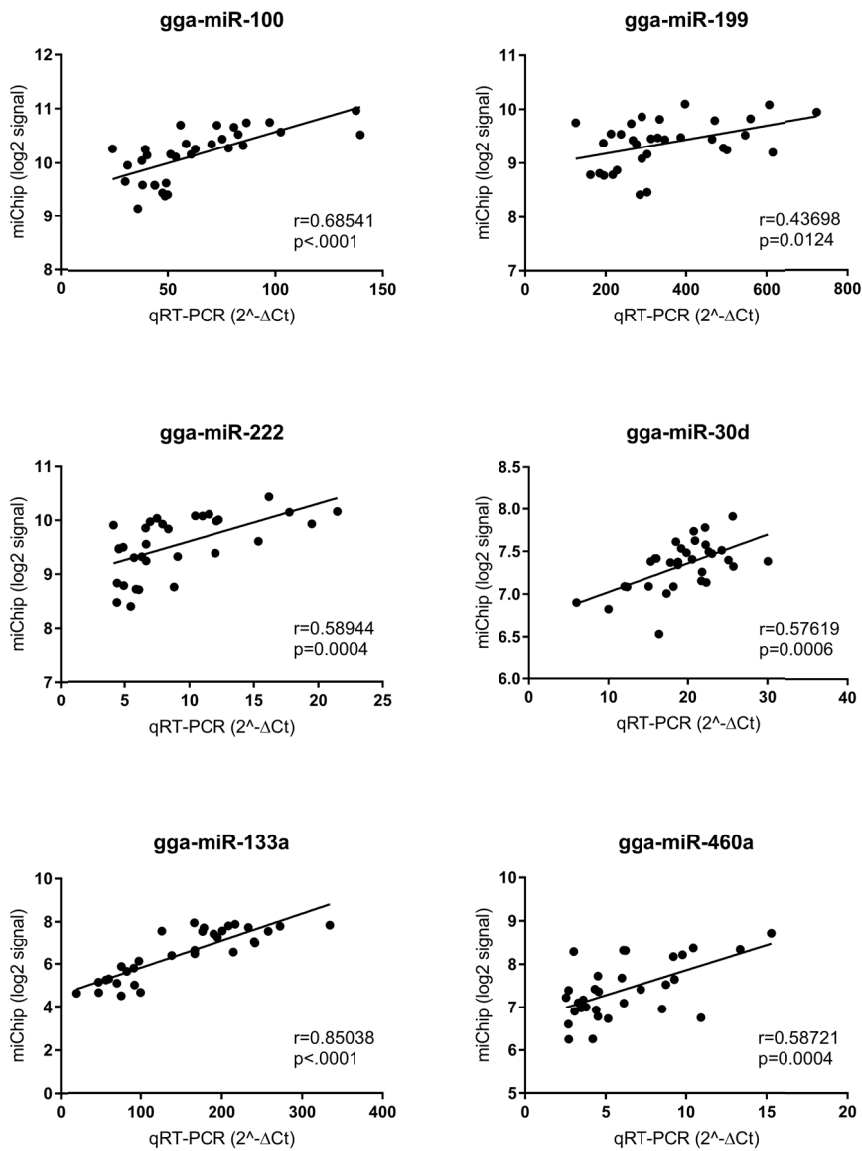 gga-miR-100
12
11
10
9
8
0
50
100
150
miChip (log2 signal)
qRT-PCR (2^-ΔCt)
r=0.68541
p<.0001
gga-miR-199
11
10
9
8
7
0
200
400
600
800
miChip (log2 signal)
qRT-PCR (2^-ΔCt)
r=0.43698
p=0.0124
gga-miR-222
11
10
9
8
7
0
5
10
15
20
25
miChip (log2 signal)
qRT-PCR (2^-ΔCt)
r=0.58944
p=0.0004
gga-miR-30d
8.5
8.0
7.5
7.0
6.5
6.0
0
10
20
30
40
miChip (log2 signal)
qRT-PCR (2^-ΔCt)
r=0.57619
p=0.0006
gga-miR-133a
10
8
6
4
2
0
0
100
200
300
400
miChip (log2 signal)
qRT-PCR (2^-ΔCt)
r=0.85038
p<.0001
gga-miR-460a
10
9
8
7
6
5
0
5
10
15
20
miChip (log2 signal)
qRT-PCR (2^-ΔCt)
r=0.58721
p=0.0004